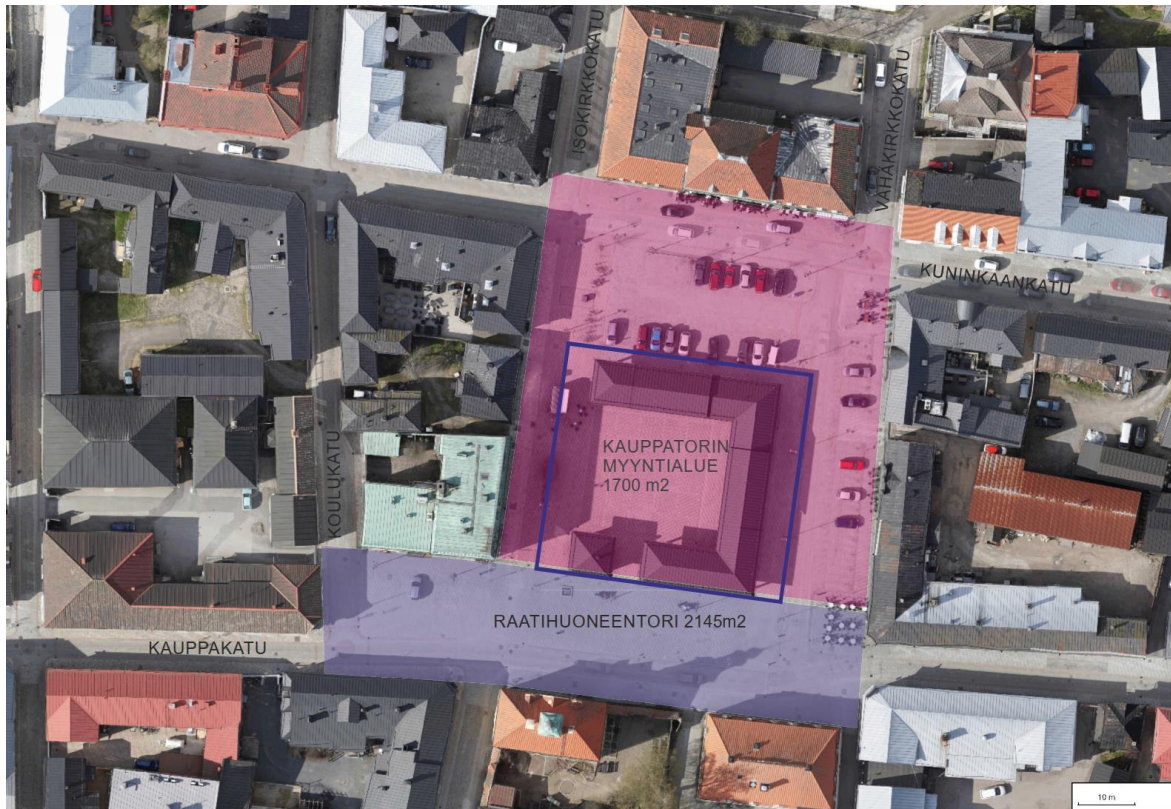 ISOKIRKKOKATU
VÄHÄKIRKKOKATU
KUNINKAANKATU
KAUPPATORIN
MYYNTIALUE
1700 m2
KOULUKATU
RAATIHUONEENTORI 2145m2
KAUPPAKATU
10 m